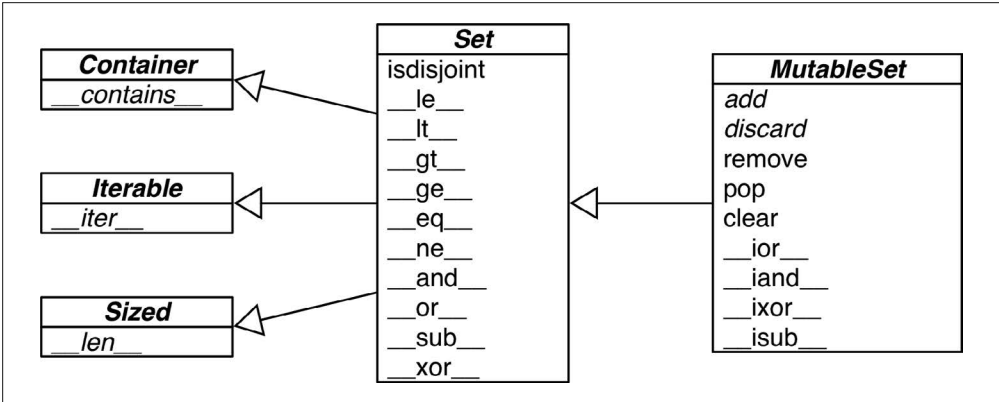 Container
__contains__
Iterable
__iter__
Sized
__len__
Set
isdisjoint
__le__
__lt__
__gt__
__ge__
__eq__
__ne__
__and__
__or__
__sub__
__xor__
MutableSet
add
discard
remove
pop
clear
__ior__
__iand__
__ixor__
__isub__